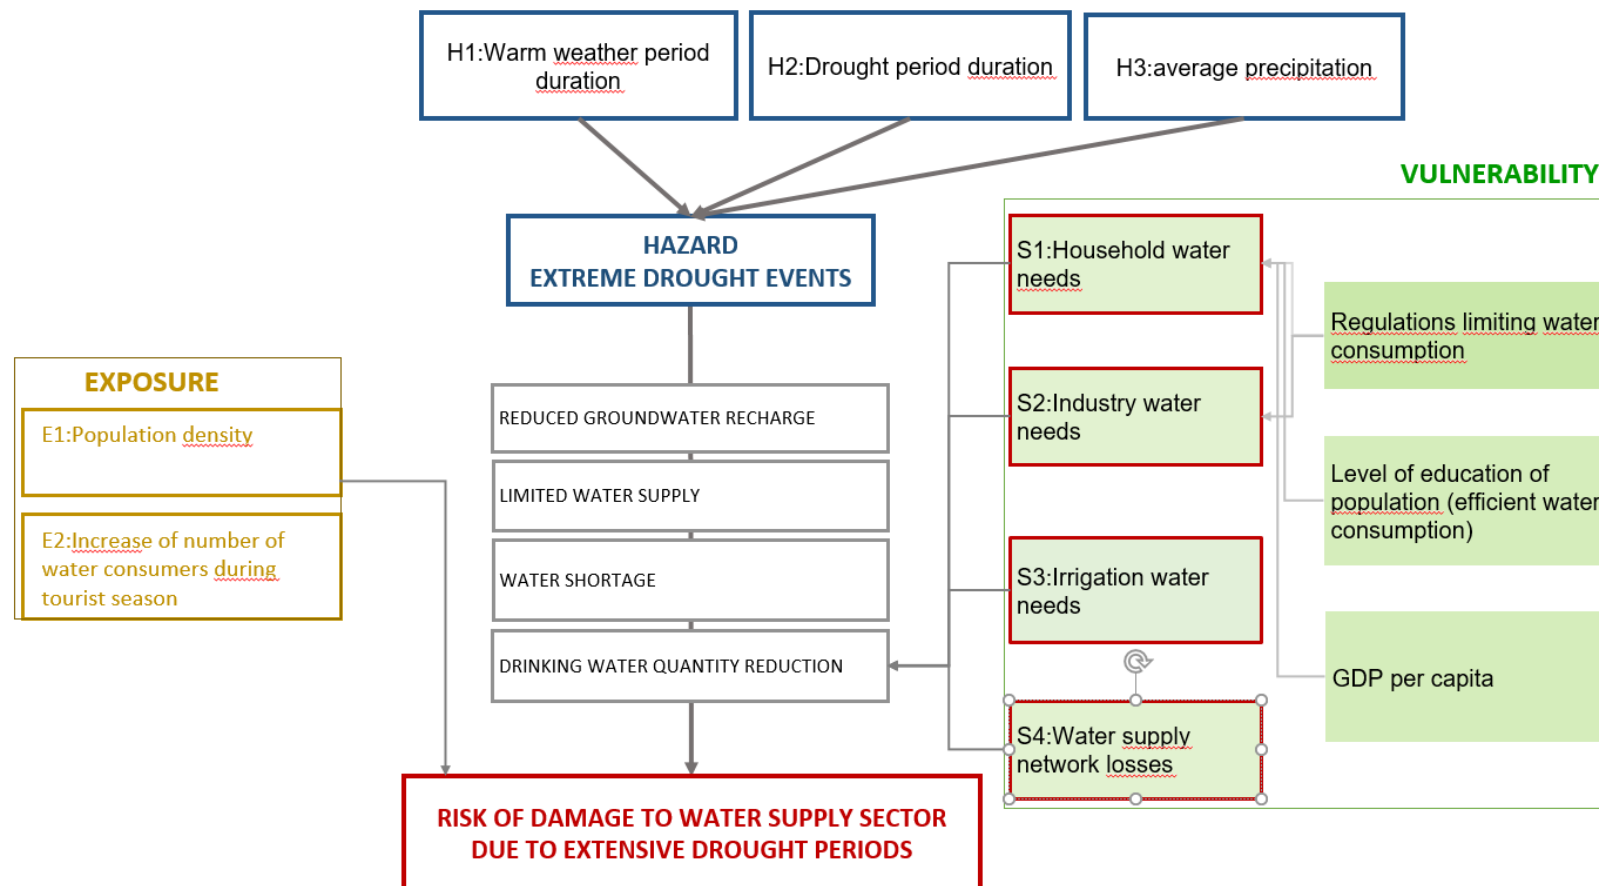 H1:Warm weather period
duration
H2:Drought period duration
H3:average precipitation
VULNERABILITY
HAZARD
EXTREME DROUGHT EVENTS
S1:Household water
needs
Regulations limiting water
consumption
EXPOSURE
E1:Population density
REDUCED GROUNDWATER RECHARGE
S2:Industry water
needs
LIMITED WATER SUPPLY
Level of education of
population (efficient water
consumption)
E2:Increase of number of
water consumers during
tourist season
WATER SHORTAGE
S3:Irrigation water
needs
DRINKING WATER QUANTITY REDUCTION
GDP per capita
S4:Water supply
network losses
RISK OF DAMAGE TO WATER SUPPLY SECTOR
DUE TO EXTENSIVE DROUGHT PERIODS